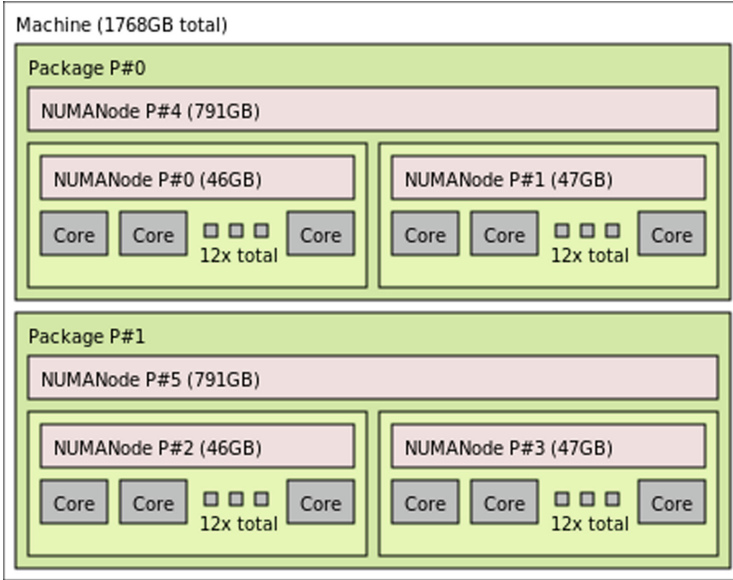 Machine (1768GB total)
Package P#0
NUMANode P#4 (791GB)
NUMANode P#0 (46GB) NUMANode P#1 (47GB)
Core Core Core Core Core Core
12x total 12x total
Package P#1
NUMANode P#5 (791GB)
NUMANode P#2 (46GB) NUMANode P#3 (47GB)
Core Core Core Core Core Core
12x total 12x total